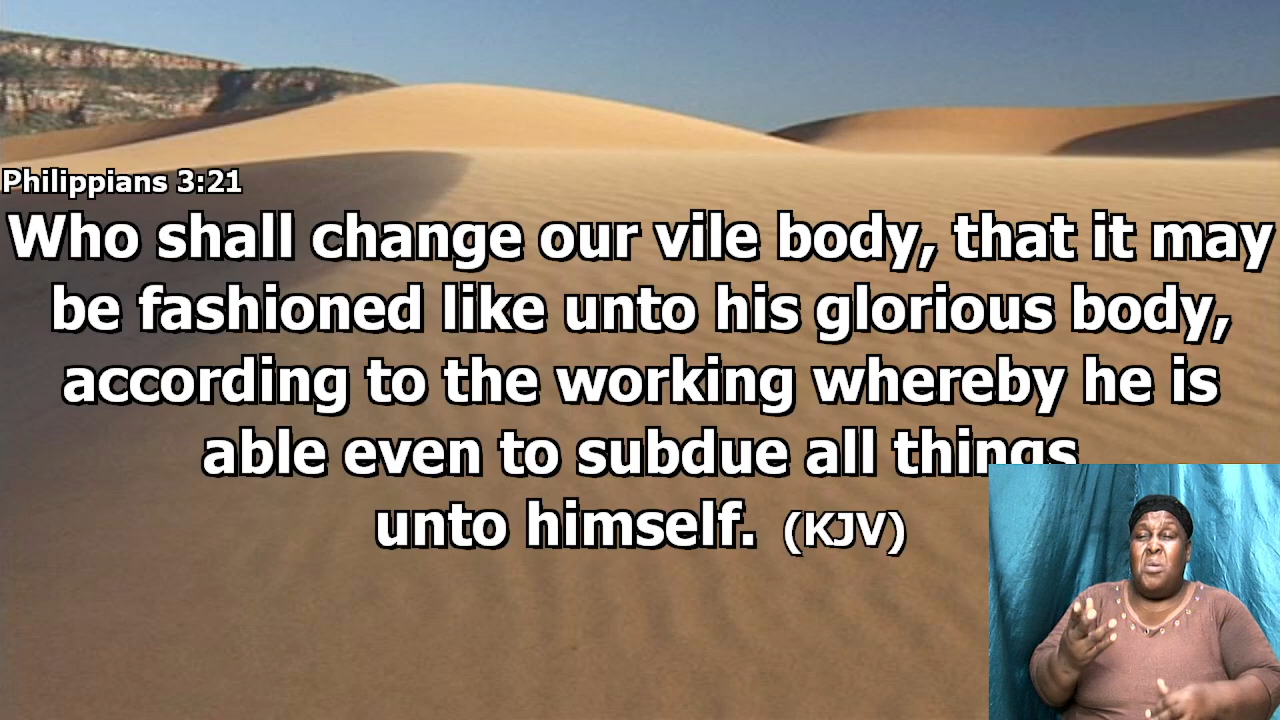 Philippians 3:21
Who shall change our vile body, that it may
be fashioned like unto his glorious body,
according to the working whereby he is
able even to subdue all things
unto himself. (KJV)